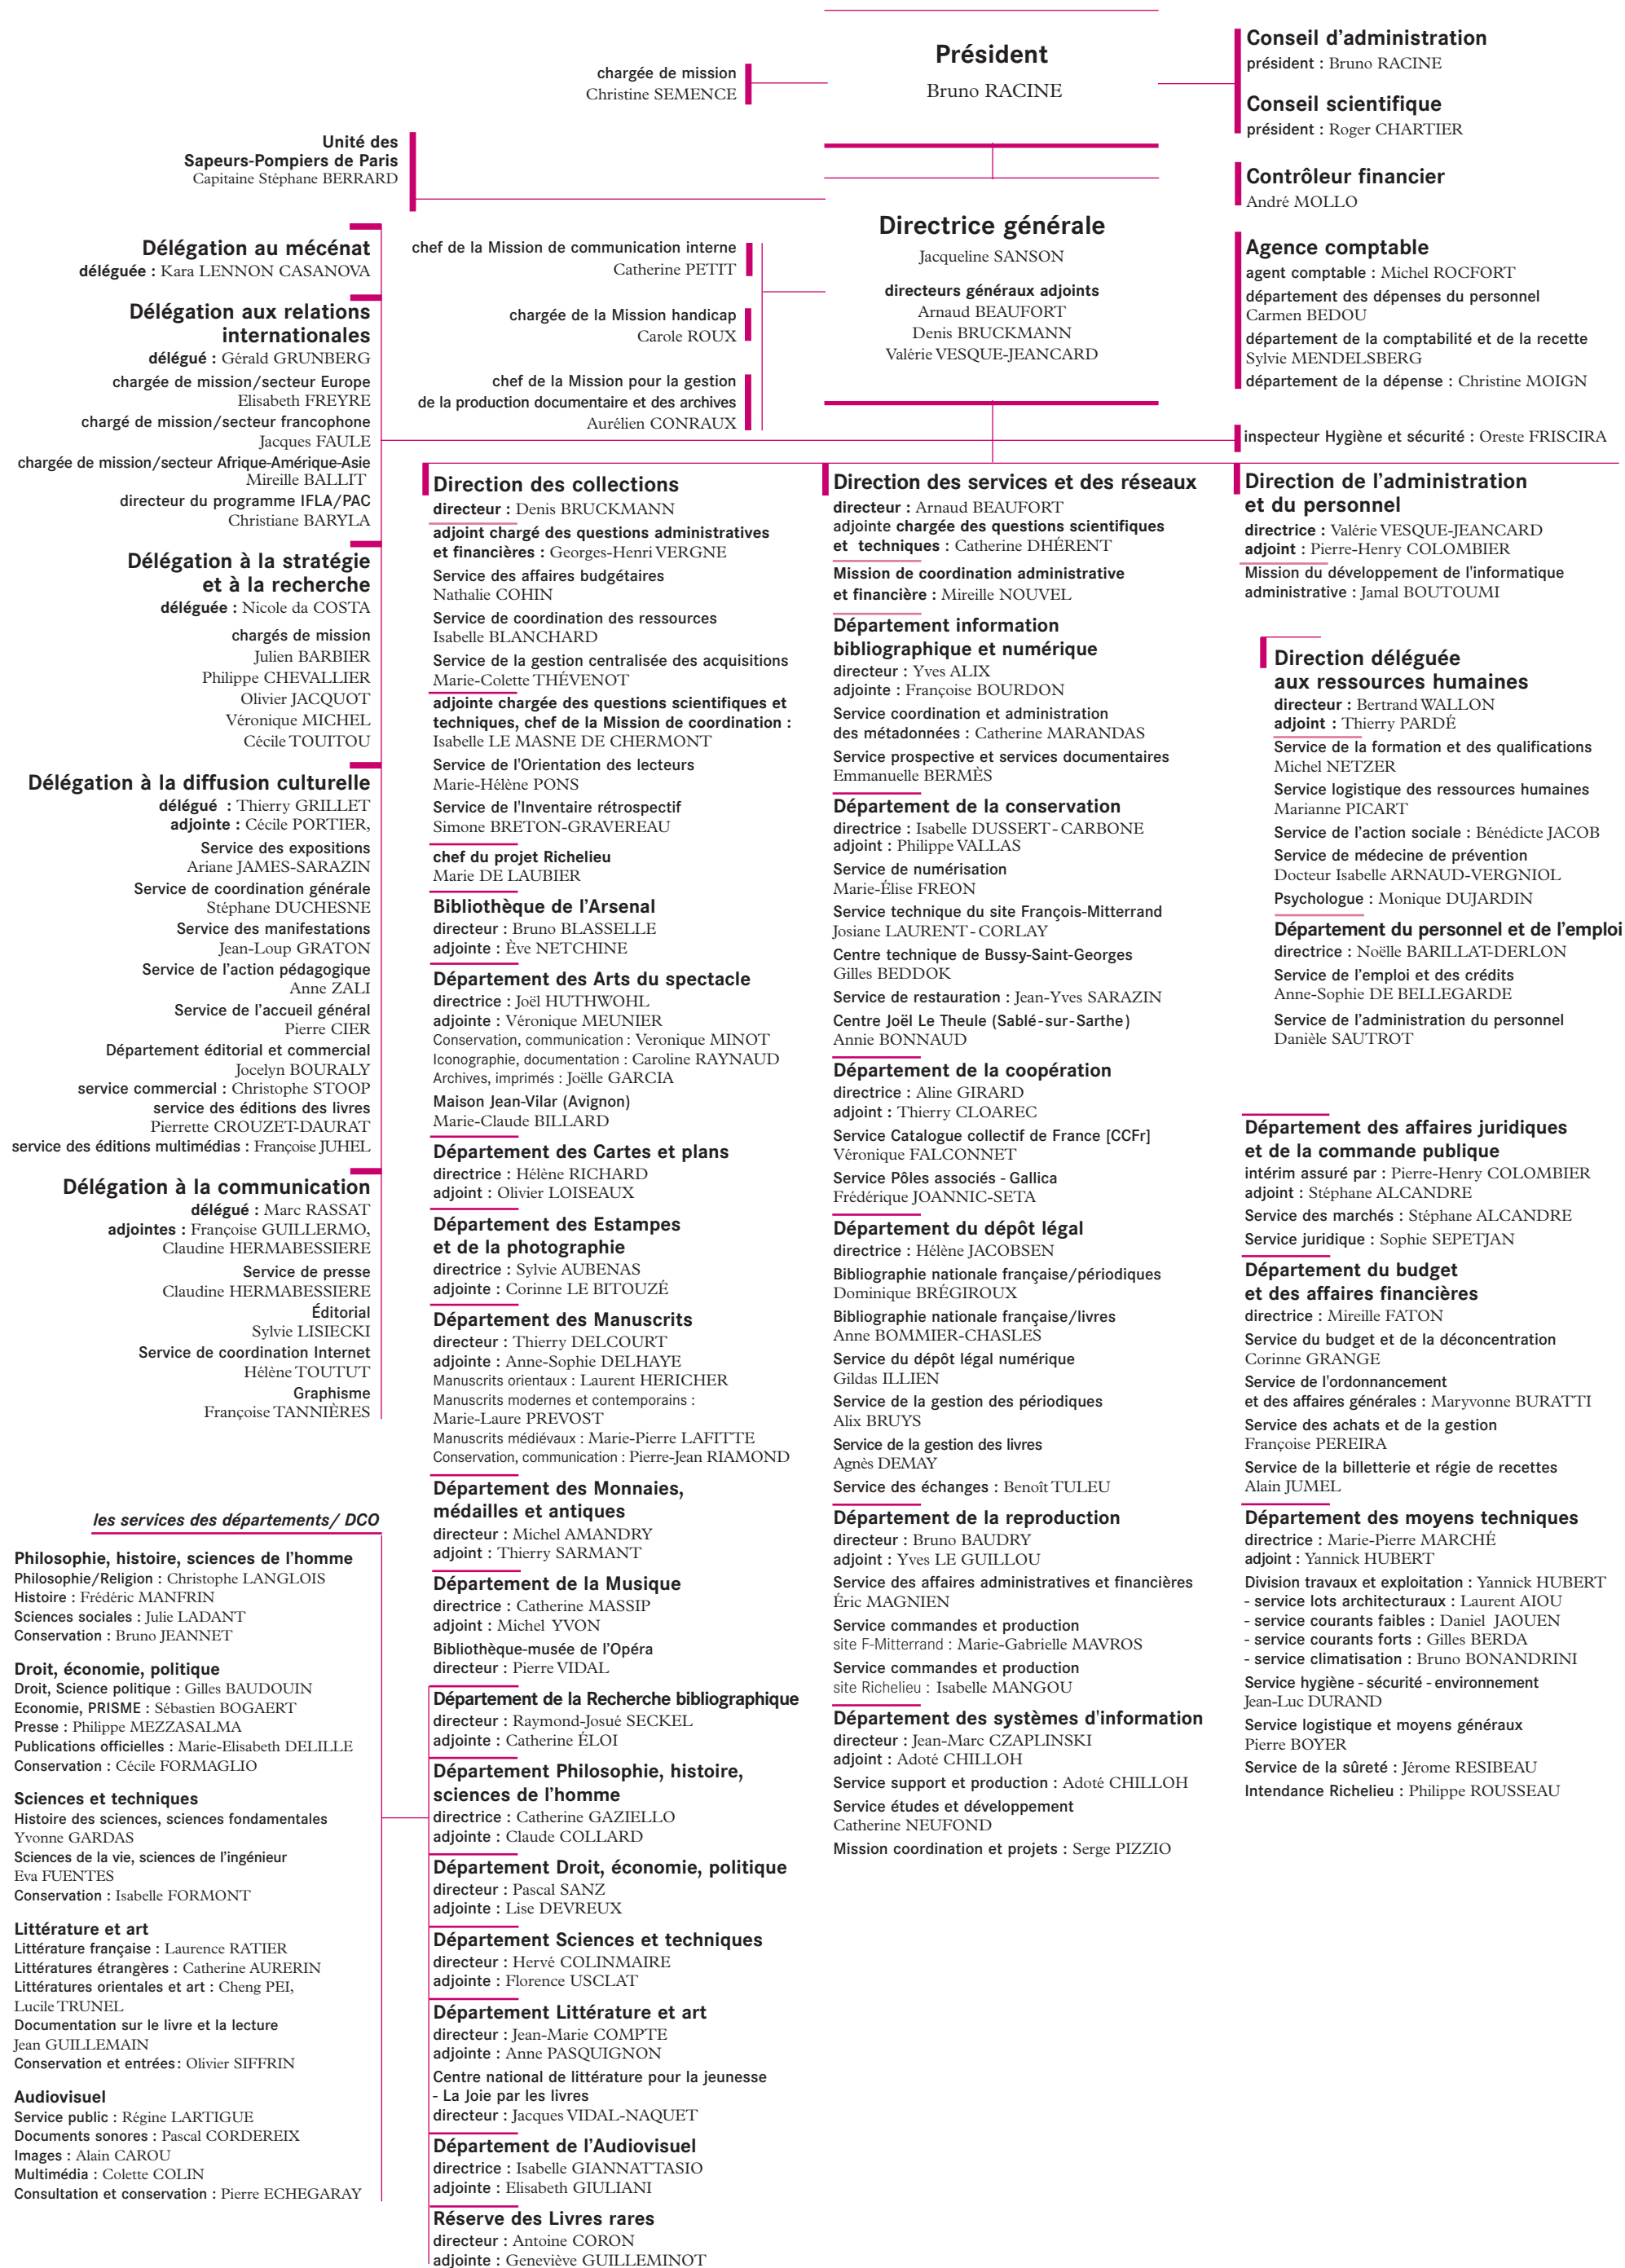 Président
Bruno RACINE
chargée de mission
Christine SEMENCE
Conseil d'administration
président : Bruno RACINE
Conseil scientifique
président : Roger CHARTIER
Unité des
Sapeurs-Pompiers de Paris
Capitaine Stéphane BERRARD
Contrôleur financier
André MOLLO
Directrice générale
Jacqueline SANSON
directeurs généraux adjoints
Arnaud BEAUFORT
Denis BRUCKMANN
Valérie VESQUE-JEANCARD
chef de la Mission de communication interne
Catherine PETIT
chargée de la Mission handicap
Carole ROUX
chef de la Mission pour la gestion
de la production documentaire et des archives
Aurélien CONRAUX
Agence comptable
agent comptable : Michel ROCFORT
département des dépenses du personnel
Carmen BEDOU
département de la comptabilité et de la recette
Sylvie MENDELSBERG
département de la dépense : Christine MOIGN
inspecteur Hygiène et sécurité : Oreste FRISCIRA
Délégation au mécénat
déléguée : Kara LENNON CASANOVA
Délégation aux relations
internationales
délégué : Gérald GRUNBERG
chargée de mission/secteur Europe
Elisabeth FREYRE
chargé de mission/secteur francophone
Jacques FAULE
chargée de mission/secteur Afrique-Amérique-Asie
Mireille BALLIT
directeur du programme IFLA/PAC
Christiane BARYLA
Délégation à la stratégie
et à la recherche
déléguée : Nicole da COSTA
chargés de mission
Julien BARBIER
Philippe CHEVALLIER
Olivier JACQUOT
Véronique MICHEL
Cécile TOUITOU
Délégation à la diffusion culturelle
délégué : Thierry GRILLET
adjointe : Cécile PORTIER,
Service des expositions
Ariane JAMES-SARAZIN
Service de coordination générale
Stéphane DUCHESNE
Service des manifestations
Jean-Loup GRATON
Service de l'action pédagogique
Anne ZALI
Service de l'accueil général
Pierre CIER
Département éditorial et commercial
Jocelyn BOURALY
service commercial : Christophe STOOP
service des éditions des livres
Pierrette CROUZET-DAURAT
service des éditions multimédias : Françoise JUHEL
Délégation à la communication
délégué : Marc RASSAT
adjointes : Françoise GUILLERMO,
Claudine HERMABESSIERE
Service de presse
Claudine HERMABESSIERE
Éditorial
Sylvie LISIECKI
Service de coordination Internet
Hélène TOUTUT
Graphisme
Françoise TANNIÈRES
les services des départements/ DCO
Philosophie, histoire, sciences de l'homme
Philosophie/Religion : Christophe LANGLOIS
Histoire : Frédéric MANFRIN
Sciences sociales : Julie LADANT
Conservation : Bruno JEANNET
Droit, économie, politique
Droit, Science politique : Gilles BAUDOUIN
Economie, PRISME : Sébastien BOGAERT
Presse : Philippe MEZZASALMA
Publications officielles : Marie-Elisabeth DELILLE
Conservation : Cécile FORMAGLIO
Sciences et techniques
Histoire des sciences, sciences fondamentales
Yvonne GARDAS
Sciences de la vie, sciences de l'ingénieur
Eva FUENTES
Conservation : Isabelle FORMONT
Littérature et art
Littérature française : Laurence RATIER
Littératures étrangères : Catherine AURERIN
Littératures orientales et art : Cheng PEI,
Lucile TRUNEL
Documentation sur le livre et la lecture
Jean GUILLEMAIN
Conservation et entrées : Olivier SIFFRIN
Audiovisuel
Service public : Régine LARTIGUE
Documents sonores : Pascal CORDEREIX
Images : Alain CAROU
Multimédia : Colette COLIN
Consultation et conservation : Pierre ECHEGARAY
Direction des collections
directeur : Denis BRUCKMANN
adjoint chargé des questions administratives
et financières : Georges-Henri VERGNE
Service des affaires budgétaires
Nathalie COHIN
Service de coordination des ressources
Isabelle BLANCHARD
Service de la gestion centralisée des acquisitions
Marie-Colette THÉVENOT
adjointe chargée des questions scientifiques et
techniques, chef de la Mission de coordination :
Isabelle LE MASNE DE CHERMONT
Service de l'Orientation des lecteurs
Marie-Hélène PONS
Service de l'Inventaire rétrospectif
Simone BRETON-GRAVEREAU
chef du projet Richelieu
Marie DE LAUBIER
Bibliothèque de l'Arsenal
directeur : Bruno BLASSELLE
adjointe : Ève NETCHINE
Département des Arts du spectacle
directrice : Joël HUTHWOHL
adjointe : Véronique MEUNIER
Conservation, communication : Veronique MINOT
Iconographie, documentation : Caroline RAYNAUD
Archives, imprimés : Joëlle GARCIA
Maison Jean-Vilar (Avignon)
Marie-Claude BILLARD
Département des Cartes et plans
directrice : Hélène RICHARD
adjoint : Olivier LOISEAUX
Département des Estampes
et de la photographie
directrice : Sylvie AUBENAS
adjointe : Corinne LE BITOUZÉ
Département des Manuscrits
directeur : Thierry DELCOURT
adjointe : Anne-Sophie DELHAYE
Manuscrits orientaux : Laurent HERICHER
Manuscrits modernes et contemporains :
Marie-Laure PREVOST
Manuscrits médiévaux : Marie-Pierre LAFITTE
Conservation, communication : Pierre-Jean RIAMOND
Département des Monnaies,
médailles et antiques
directeur : Michel AMANDRY
adjoint : Thierry SARMANT
Département de la Musique
directrice : Catherine MASSIP
adjoint : Michel YVON
Bibliothèque-musée de l'Opéra
directeur : Pierre VIDAL
Département de la Recherche bibliographique
directeur : Raymond-Josué SECKEL
adjointe : Catherine ÉLOI
Département Philosophie, histoire,
sciences de l'homme
directrice : Catherine GAZIELLO
adjointe : Claude COLLARD
Département Droit, économie, politique
directeur : Pascal SANZ
adjointe : Lise DEVREUX
Département Sciences et techniques
directeur : Hervé COLINMAIRE
adjointe : Florence USCLAT
Département Littérature et art
directeur : Jean-Marie COMPTE
adjointe : Anne PASQUIGNON
Centre national de littérature pour la jeunesse
- La Joie par les livres
directeur : Jacques VIDAL-NAQUET
Département de l'Audiovisuel
directrice : Isabelle GIANNATTASIO
adjointe : Elisabeth GIULIANI
Réserve des Livres rares
directeur : Antoine CORON
adjointe : Geneviève GUILLEMINOT
Direction des services et des réseaux
directeur : Arnaud BEAUFORT
adjointe chargée des questions scientifiques
et techniques : Catherine DHÉRENT
Mission de coordination administrative
et financière : Mireille NOUVEL
Département information
bibliographique et numérique
directeur : Yves ALIX
adjointe : Françoise BOURDON
Service coordination et administration
des métadonnées : Catherine MARANDAS
Service prospective et services documentaires
Emmanuelle BERMÈS
Département de la conservation
directrice : Isabelle DUSSERT-CARBONE
adjoint : Philippe VALLAS
Service de numérisation
Marie-Élise FREON
Service technique du site François-Mitterrand
Josiane LAURENT-CORLAY
Centre technique de Bussy-Saint-Georges
Gilles BEDDOK
Service de restauration : Jean-Yves SARAZIN
Centre Joël Le Theule (Sablé-sur-Sarthe)
Annie BONNAUD
Département de la coopération
directrice : Aline GIRARD
adjoint : Thierry CLOAREC
Service Catalogue collectif de France [CCFr]
Véronique FALCONNET
Service Pôles associés - Gallica
Frédérique JOANNIC-SETA
Département du dépôt légal
directrice : Hélène JACOBSEN
Bibliographie nationale française/périodiques
Dominique BRÉGIROUX
Bibliographie nationale française/livres
Anne BOMMIER-CHASLES
Service du dépôt légal numérique
Gildas ILLIEN
Service de la gestion des périodiques
Alix BRUYS
Service de la gestion des livres
Agnès DEMAY
Service des échanges : Benoît TULEU
Département de la reproduction
directeur : Bruno BAUDRY
adjoint : Yves LE GUILLOU
Service des affaires administratives et financières
Éric MAGNIEN
Service commandes et production
site F-Mitterrand : Marie-Gabrielle MAVROS
Service commandes et production
site Richelieu : Isabelle MANGOU
Département des systèmes d'information
directeur : Jean-Marc CZAPLINSKI
adjoint : Adoté CHILLOH
Service support et production : Adoté CHILLOH
Service études et développement
Catherine NEUFOND
Mission coordination et projets : Serge PIZZIO
Direction de l'administration
et du personnel
directrice : Valérie VESQUE-JEANCARD
adjoint : Pierre-Henry COLOMBIER
Mission du développement de l'informatique
administrative : Jamal BOUTOUMI
Direction déléguée
aux ressources humaines
directeur : Bertrand WALLON
adjoint : Thierry PARDÉ
Service de la formation et des qualifications
Michel NETZER
Service logistique des ressources humaines
Marianne PICART
Service de l'action sociale : Bénédicte JACOB
Service de médecine de prévention
Docteur Isabelle ARNAUD-VERGNIOL
Psychologue : Monique DUJARDIN
Département du personnel et de l'emploi
directrice : Noëlle BARILLAT-DERLON
Service de l'emploi et des crédits
Anne-Sophie DE BELLEGARDE
Service de l'administration du personnel
Danièle SAUTROT
Département des affaires juridiques
et de la commande publique
intérim assuré par : Pierre-Henry COLOMBIER
adjoint : Stéphane ALCANDRE
Service des marchés : Stéphane ALCANDRE
Service juridique : Sophie SEPETJAN
Département du budget
et des affaires financières
directrice : Mireille FATON
Service du budget et de la déconcentration
Corinne GRANGE
Service de l'ordonnancement
et des affaires générales : Maryvonne BURATTI
Service des achats et de la gestion
Françoise PEREIRA
Service de la billetterie et régie de recettes
Alain JUMEL
Département des moyens techniques
directrice : Marie-Pierre MARCHÉ
adjoint : Yannick HUBERT
Division travaux et exploitation : Yannick HUBERT
- service lots architecturaux : Laurent AIOU
- service courants faibles : Daniel JAOUEN
- service courants forts : Gilles BERDA
- service climatisation : Bruno BONANDRINI
Service hygiène - sécurité - environnement
Jean-Luc DURAND
Service logistique et moyens généraux
Pierre BOYER
Service de la sûreté : Jérome RESIBEAU
Intendance Richelieu : Philippe ROUSSEAU